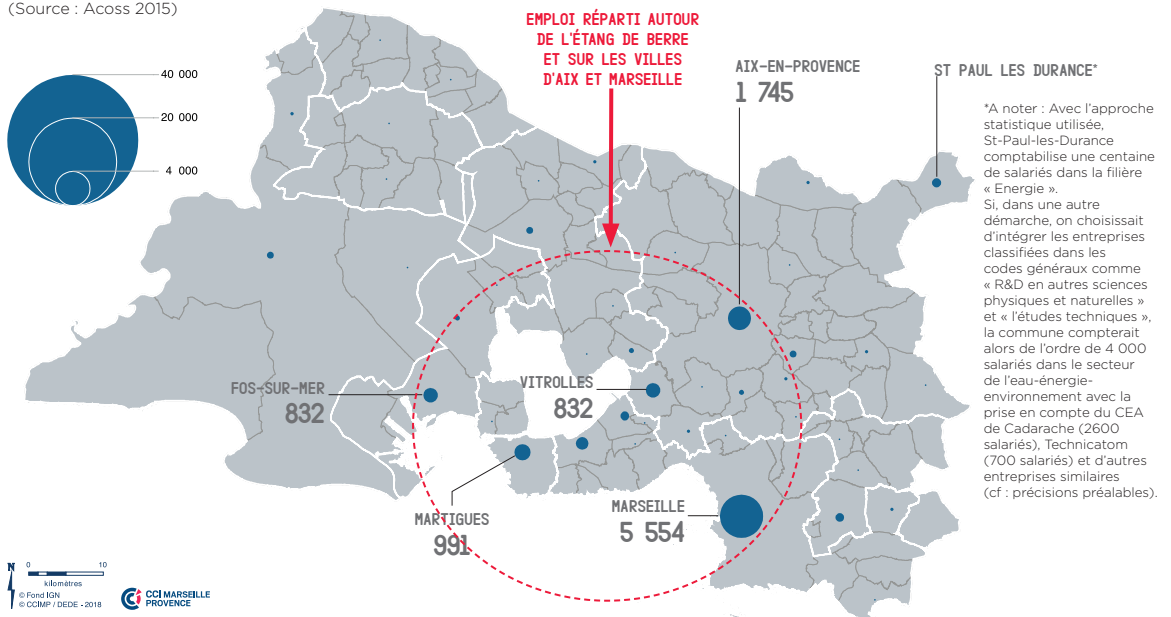 (Source : Acoss 2015)
40 000
20 000
4 000
EMPLOI RÉPARTI AUTOUR
DE L'ÉTANG DE BERRE
ET SUR LES VILLES
D'AIX ET MARSEILLE
AIX-EN-PROVENCE
1 745
ST PAUL LES DURANCE*
*A noter : Avec l'approche
statistique utilisée,
St-Paul-les-Durance
comptabilise une centaine
de salariés dans la filière
« Energie ».
Si, dans une autre
démarche, on choisissait
d'intégrer les entreprises
classifiées dans les
codes généraux comme
« R&D en autres sciences
physiques et naturelles »
et « l'études techniques »,
la commune compterait
alors de l'ordre de 4 000
salariés dans le secteur
de l'eau-énergie-
environnement avec la
prise en compte du CEA
de Cadarache (2600
salariés), Technicatom
(700 salariés) et d'autres
entreprises similaires
(cf : précisions préalables).
FOS-SUR-MER
832
VITROLLES
832
MARTIGUES
991
MARSEILLE
5 554
N
0 10
kilomètres
© Fond IGN
© CCIMP / DEDE - 2018
CCI MARSEILLE
PROVENCE